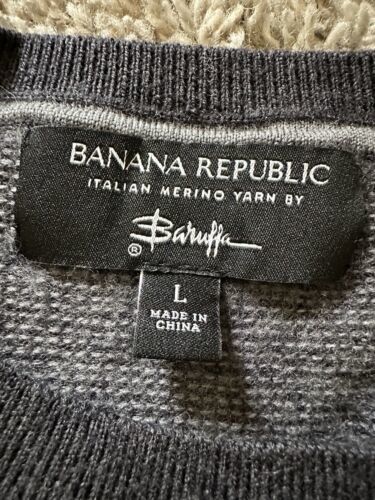 BANANA REPUBLIC
ITALIAN MERINO YARN BY
Baruffa
®
L
MADE IN
CHINA